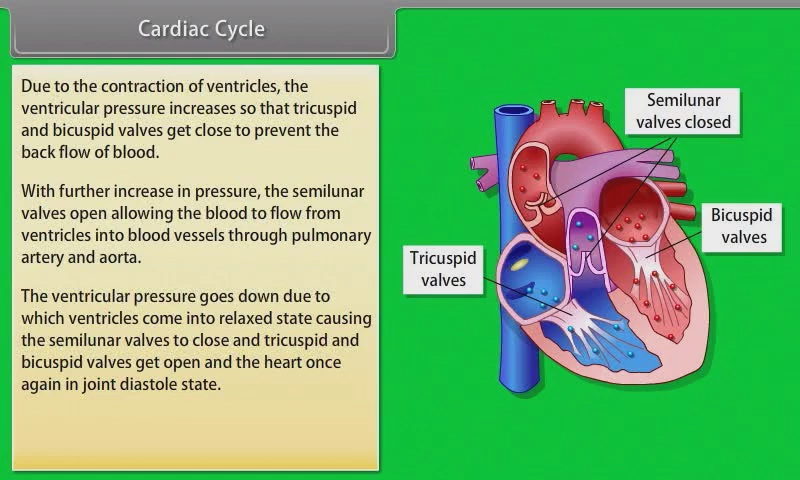 Cardiac Cycle
Due to the contraction of ventricles, the
ventricular pressure increases so that tricuspid
and bicuspid valves get close to prevent the
back flow of blood.
With further increase in pressure, the semilunar
valves open allowing the blood to flow from
ventricles into blood vessels through pulmonary
artery and aorta.
The ventricular pressure goes down due to
which ventricles come into relaxed state causing
the semilunar valves to close and tricuspid and
bicuspid valves get open and the heart once
again in joint diastole state.
Semilunar
valves closed
Bicuspid
valves
Tricuspid
valves